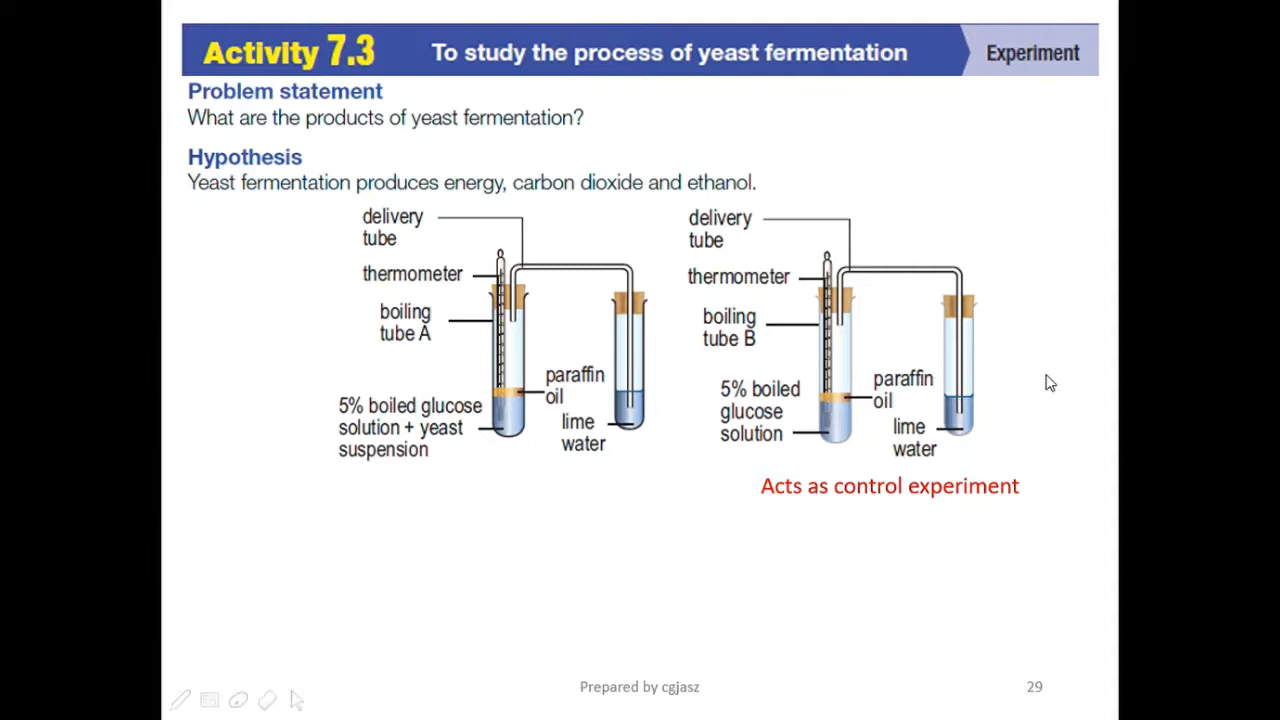 Activity 7.3 To study the process of yeast fermentation Experiment
Problem statement
What are the products of yeast fermentation?
Hypothesis
Yeast fermentation produces energy, carbon dioxide and ethanol.
delivery
tube
thermometer
boiling
tube A
5% boiled glucose
solution + yeast
suspension
paraffin
oil
lime
water
delivery
tube
thermometer
boiling
tube B
5% boiled
glucose
solution
paraffin
oil
lime
water
Acts as control experiment
Prepared by cgjasz
29